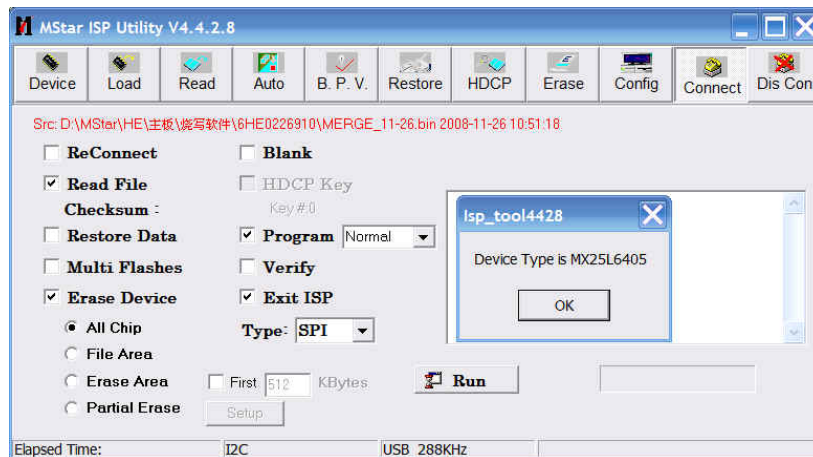 MStar ISP Utility V4.4.2.8
Device Load Read Auto B. P. V. Restore HDCP Erase Config Connect Dis Con
Src: D:\MStar\HE\主板\烧写软件\6HE0226910\MERGE_11-26.bin 2008-11-26 10:51:18
ReConnect Blank
Read File HDCP Key
Checksum : Key#:0
Restore Data Program Normal
Multi Flashes Verify
Erase Device Exit ISP
All Chip Type: SPI
File Area
Erase Area First 512 KBytes
Partial Erase Setup
Run
Isp_tool4428
Device Type is MX25L6405
OK
Elapsed Time: I2C USB 288KHz